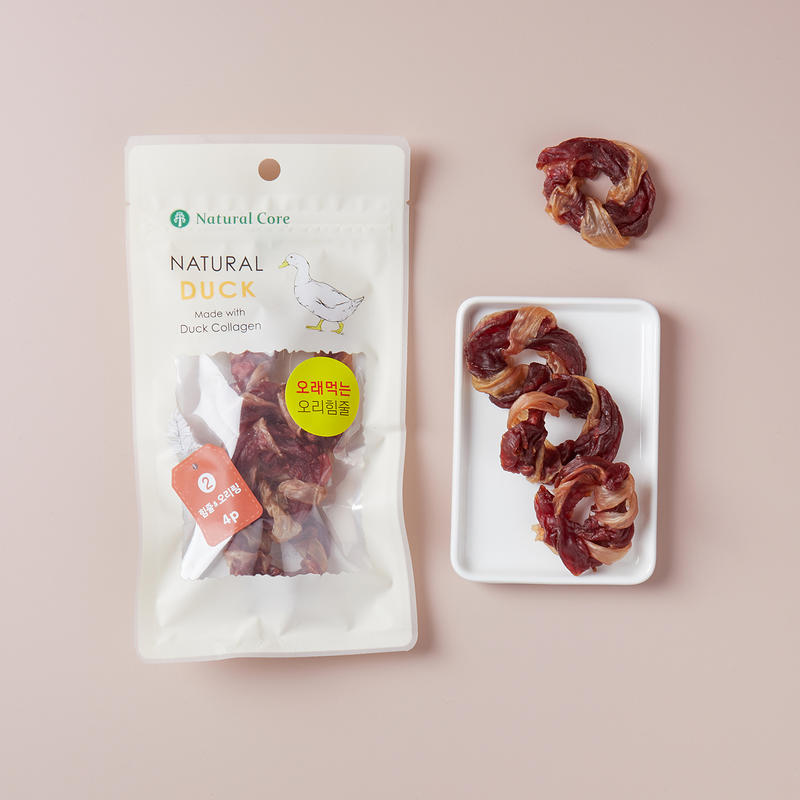 Natural Core
NATURAL
DUCK
Made with
Duck Collagen
오래먹는
오리힘줄
2
힘줄&오리링
4p